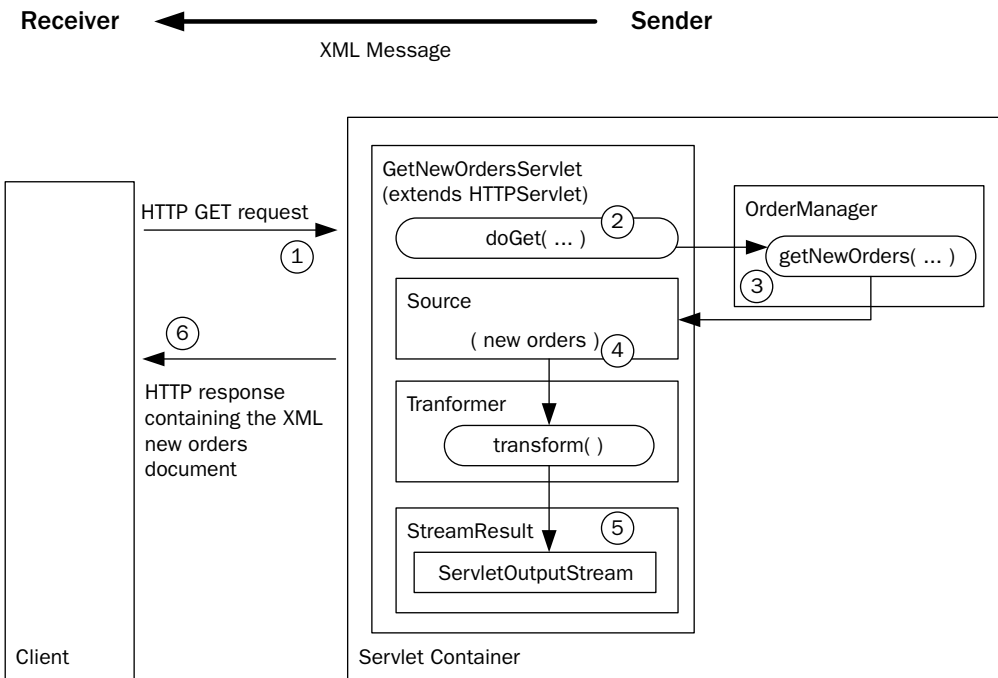 Receiver
Sender
XML Message
GetNewOrdersServlet
(extends HTTPServlet)
OrderManager
HTTP GET request
1
2
doGet( ... )
getNewOrders( ... )
3
Source
( new orders )
4
6
HTTP response
containing the XML
new orders
document
Tranformer
transform( )
StreamResult
5
ServletOutputStream
Client
Servlet Container